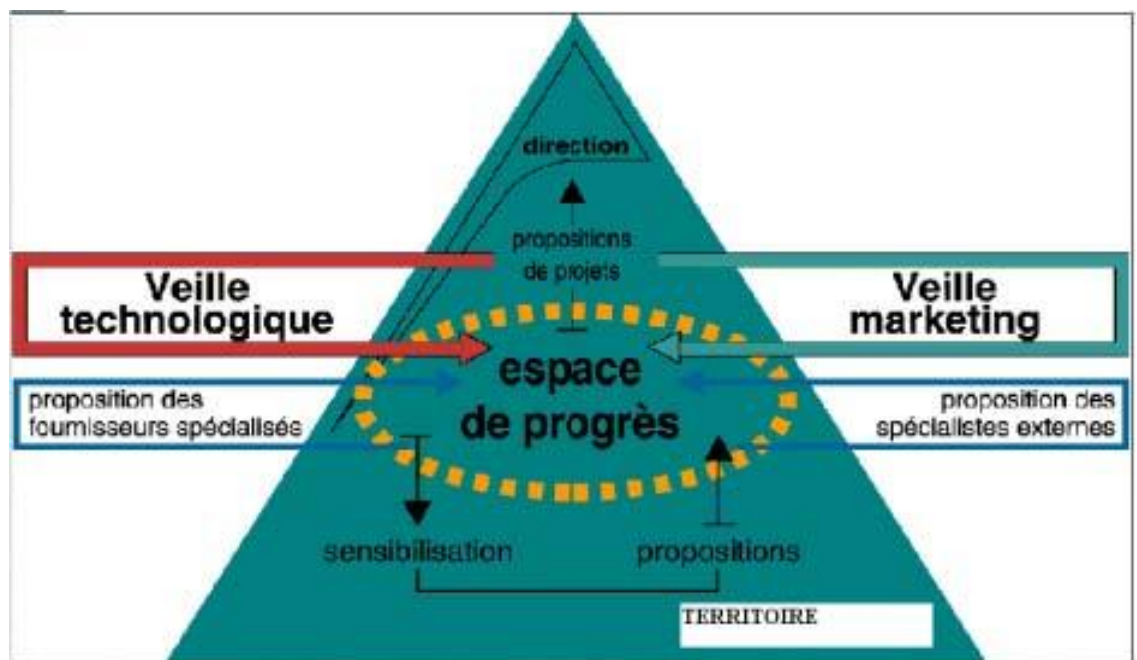 direction
propositions
de projets
Veille
technologique
Veille
marketing
espace
de progrès
proposition des
fournisseurs spécialisés
proposition des
spécialistes externes
sensibilisation
propositions
TERRITOIRE